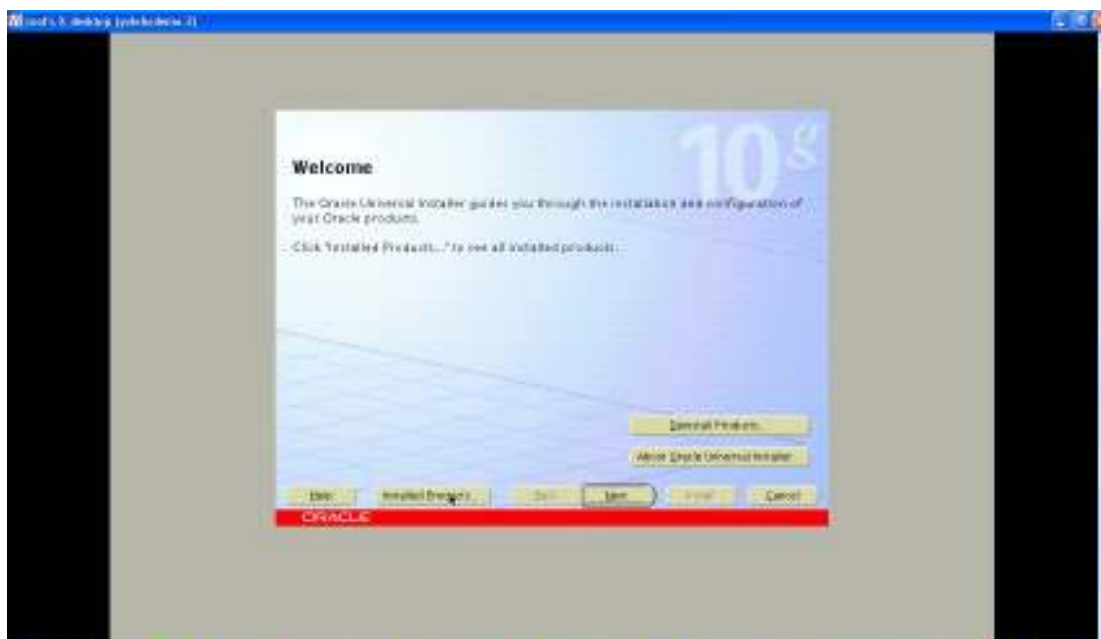 root's X desktop
10g
Welcome
The Oracle Universal Installer guides you through the installation and configuration of
your Oracle products.
Click "Installed Products..." to see all installed products.
Deinstall Products...
About Oracle Universal Installer...
Help
Installed Products...
Back
Next
Install
Cancel
ORACLE